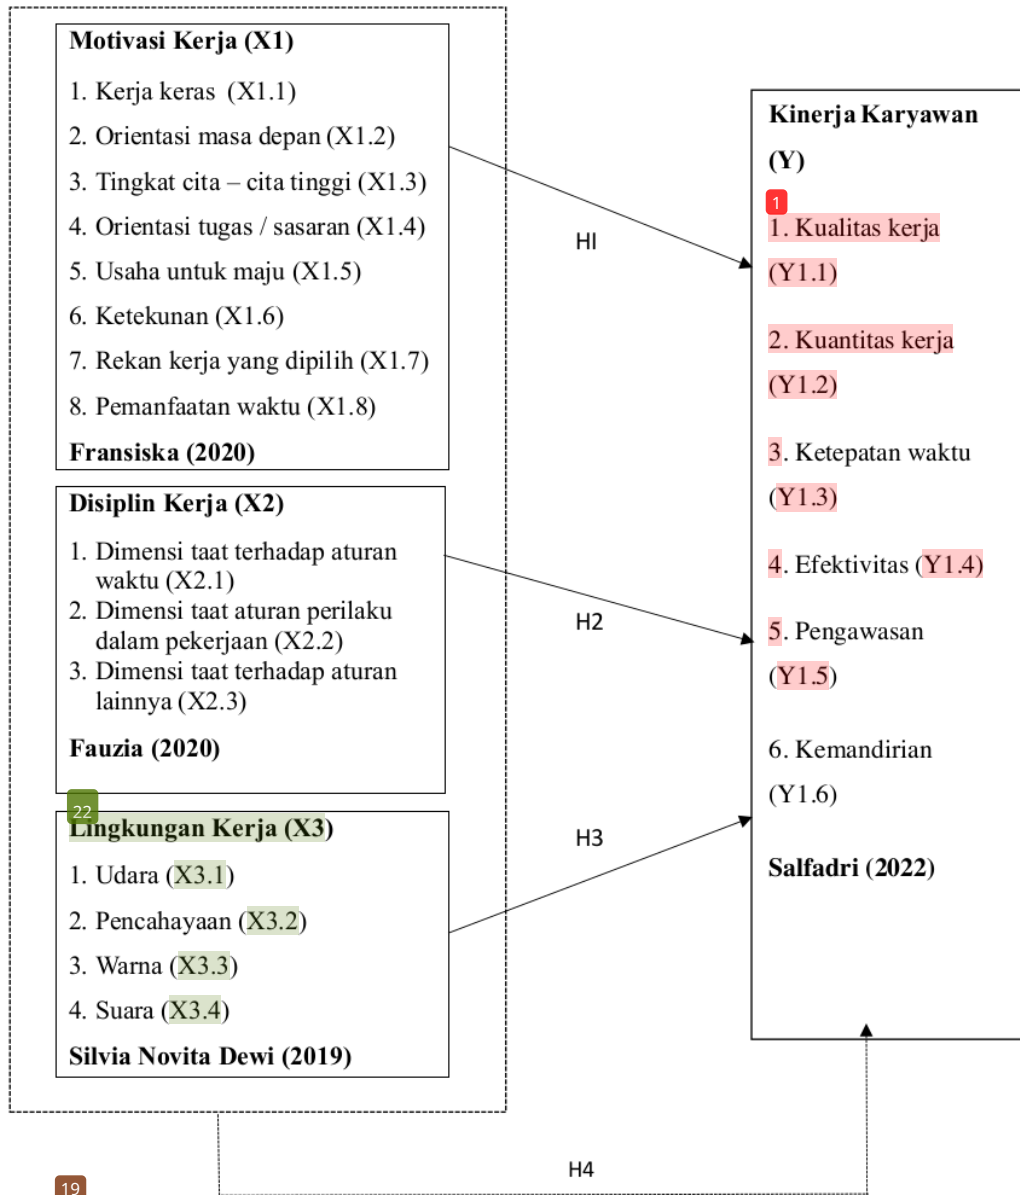 Motivasi Kerja (X1)
1. Kerja keras (X1.1)
2. Orientasi masa depan (X1.2)
3. Tingkat cita – cita tinggi (X1.3)
4. Orientasi tugas / sasaran (X1.4)
5. Usaha untuk maju (X1.5)
6. Ketekunan (X1.6)
7. Rekan kerja yang dipilih (X1.7)
8. Pemanfaatan waktu (X1.8)
Fransiska (2020)
Disiplin Kerja (X2)
1. Dimensi taat terhadap aturan
waktu (X2.1)
2. Dimensi taat aturan perilaku
dalam pekerjaan (X2.2)
3. Dimensi taat terhadap aturan
lainnya (X2.3)
Fauzia (2020)
22
Lingkungan Kerja (X3)
1. Udara (X3.1)
2. Pencahayaan (X3.2)
3. Warna (X3.3)
4. Suara (X3.4)
Silvia Novita Dewi (2019)
HI
H2
H3
H4
Kinerja Karyawan
(Y)
1
1. Kualitas kerja
(Y1.1)
2. Kuantitas kerja
(Y1.2)
3. Ketepatan waktu
(Y1.3)
4. Efektivitas (Y1.4)
5. Pengawasan
(Y1.5)
6. Kemandirian
(Y1.6)
Salfadri (2022)
19